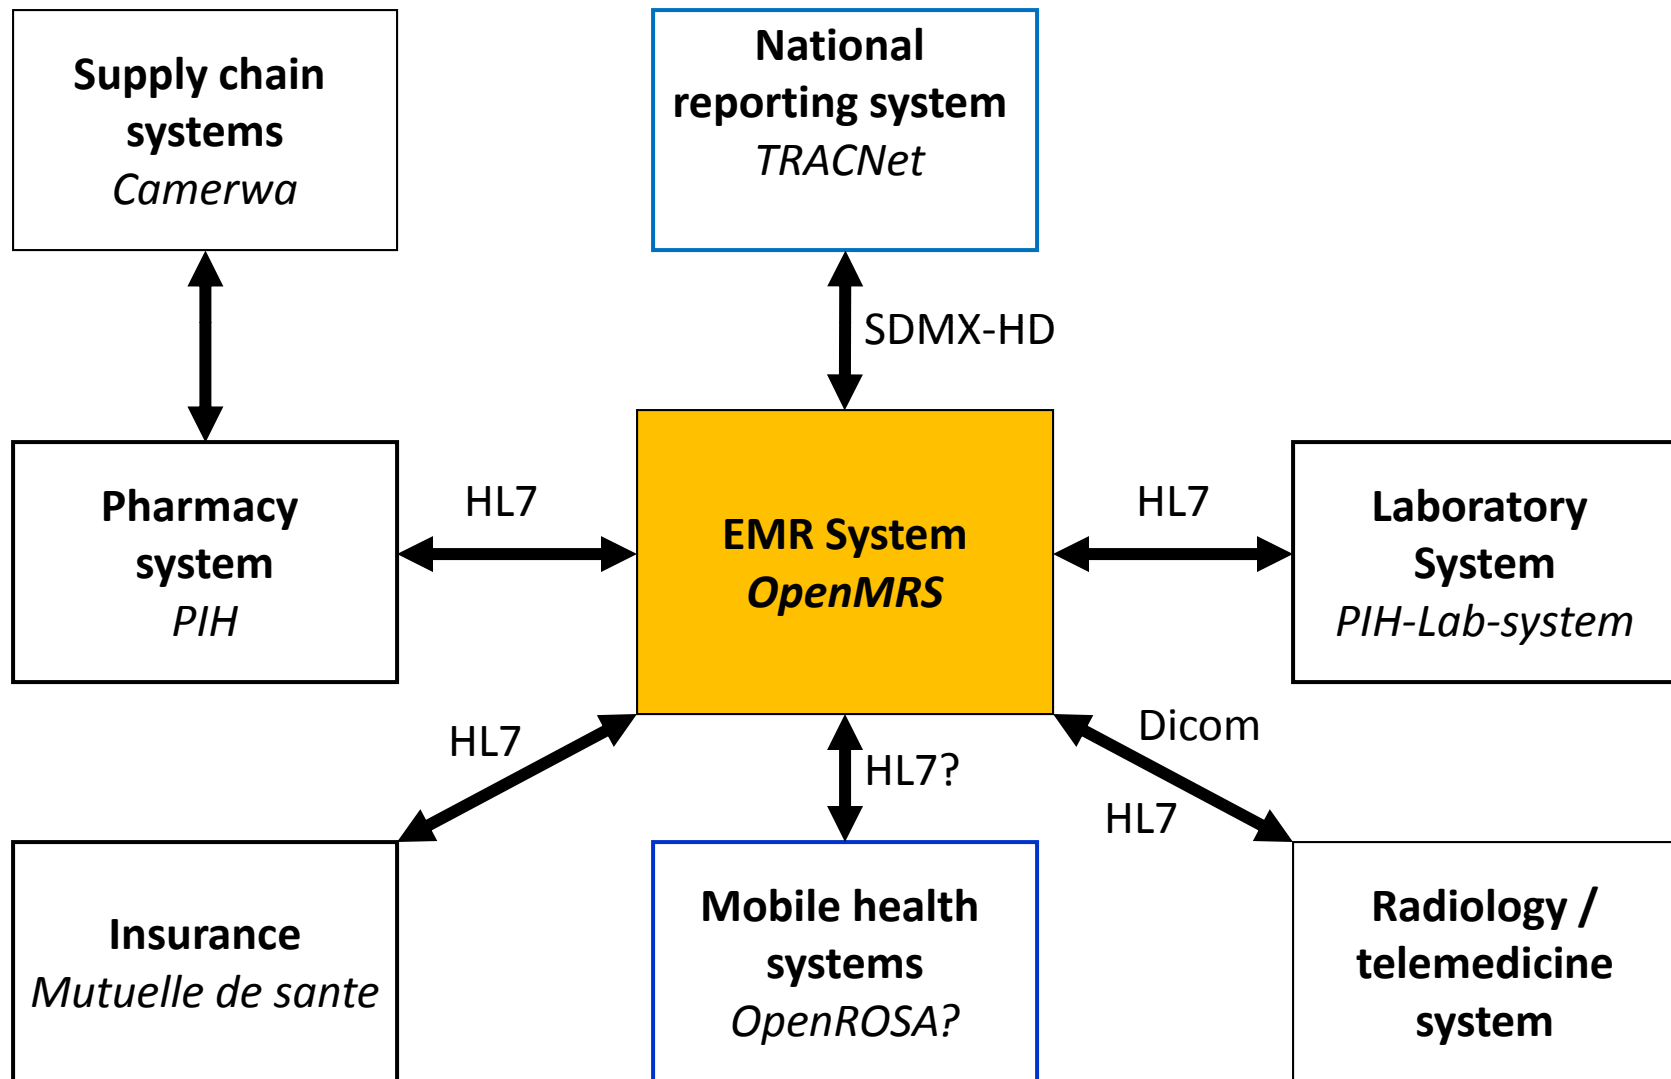 Supply chain
systems
Camerwa
National
reporting system
TRACNet
SDMX-HD
Pharmacy
system
PIH
HL7
EMR System
OpenMRS
HL7
Laboratory
System
PIH-Lab-system
HL7
HL7?
Dicom
HL7
Insurance
Mutuelle de sante
Mobile health
systems
OpenROSA?
Radiology /
telemedicine
system